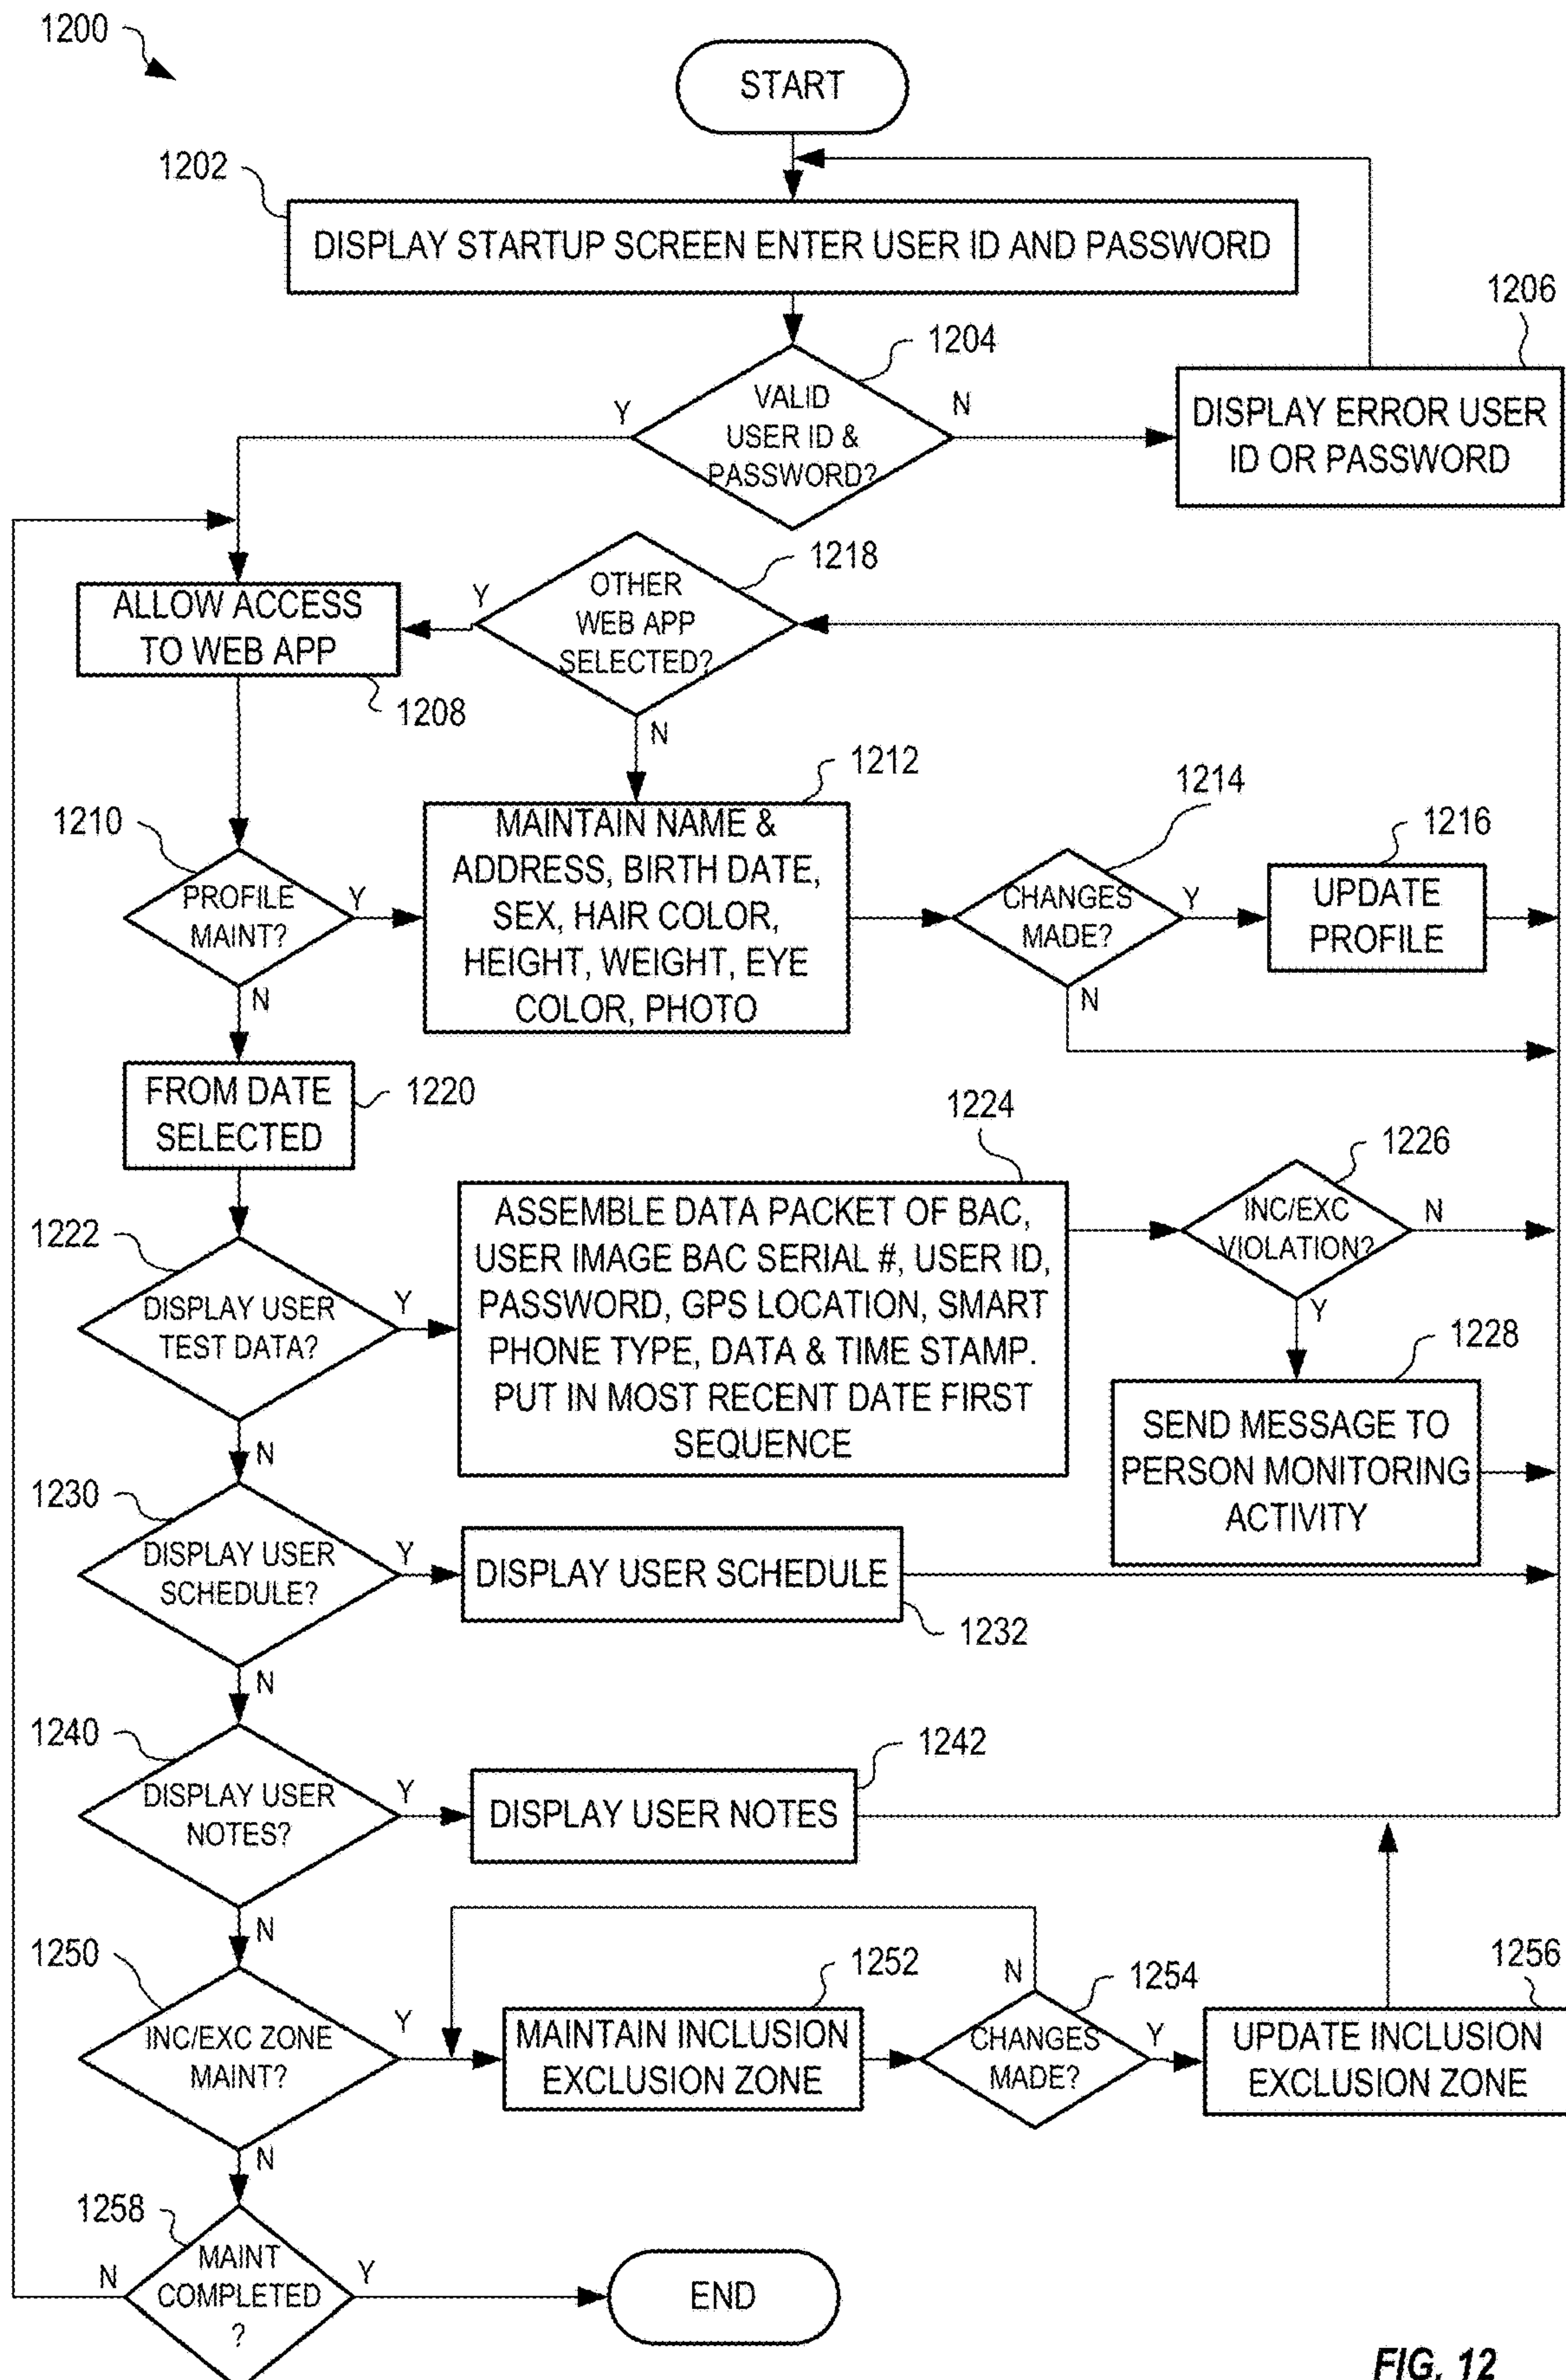 1200
START
1202
DISPLAY STARTUP SCREEN ENTER USER ID AND PASSWORD
1206
1204
VALID
USER ID &
PASSWORD?
Y
N
DISPLAY ERROR USER
ID OR PASSWORD
1218
OTHER
WEB APP
SELECTED?
Y
N
ALLOW ACCESS
TO WEB APP
1208
1210
PROFILE
MAINT?
Y
N
1212
MAINTAIN NAME &
ADDRESS, BIRTH DATE,
SEX, HAIR COLOR,
HEIGHT, WEIGHT, EYE
COLOR, PHOTO
1214
CHANGES
MADE?
Y
N
1216
UPDATE
PROFILE
FROM DATE
SELECTED
1220
1222
DISPLAY USER
TEST DATA?
Y
N
1224
ASSEMBLE DATA PACKET OF BAC,
USER IMAGE BAC SERIAL #, USER ID,
PASSWORD, GPS LOCATION, SMART
PHONE TYPE, DATA & TIME STAMP.
PUT IN MOST RECENT DATE FIRST
SEQUENCE
1226
INC/EXC
VIOLATION?
N
Y
1228
SEND MESSAGE TO
PERSON MONITORING
ACTIVITY
1230
DISPLAY USER
SCHEDULE?
Y
N
DISPLAY USER SCHEDULE
1232
1240
DISPLAY USER
NOTES?
Y
N
1242
DISPLAY USER NOTES
1250
INC/EXC ZONE
MAINT?
Y
N
1252
MAINTAIN INCLUSION
EXCLUSION ZONE
1254
CHANGES
MADE?
N
Y
1256
UPDATE INCLUSION
EXCLUSION ZONE
1258
MAINT
COMPLETED
?
N
Y
END
FIG. 12